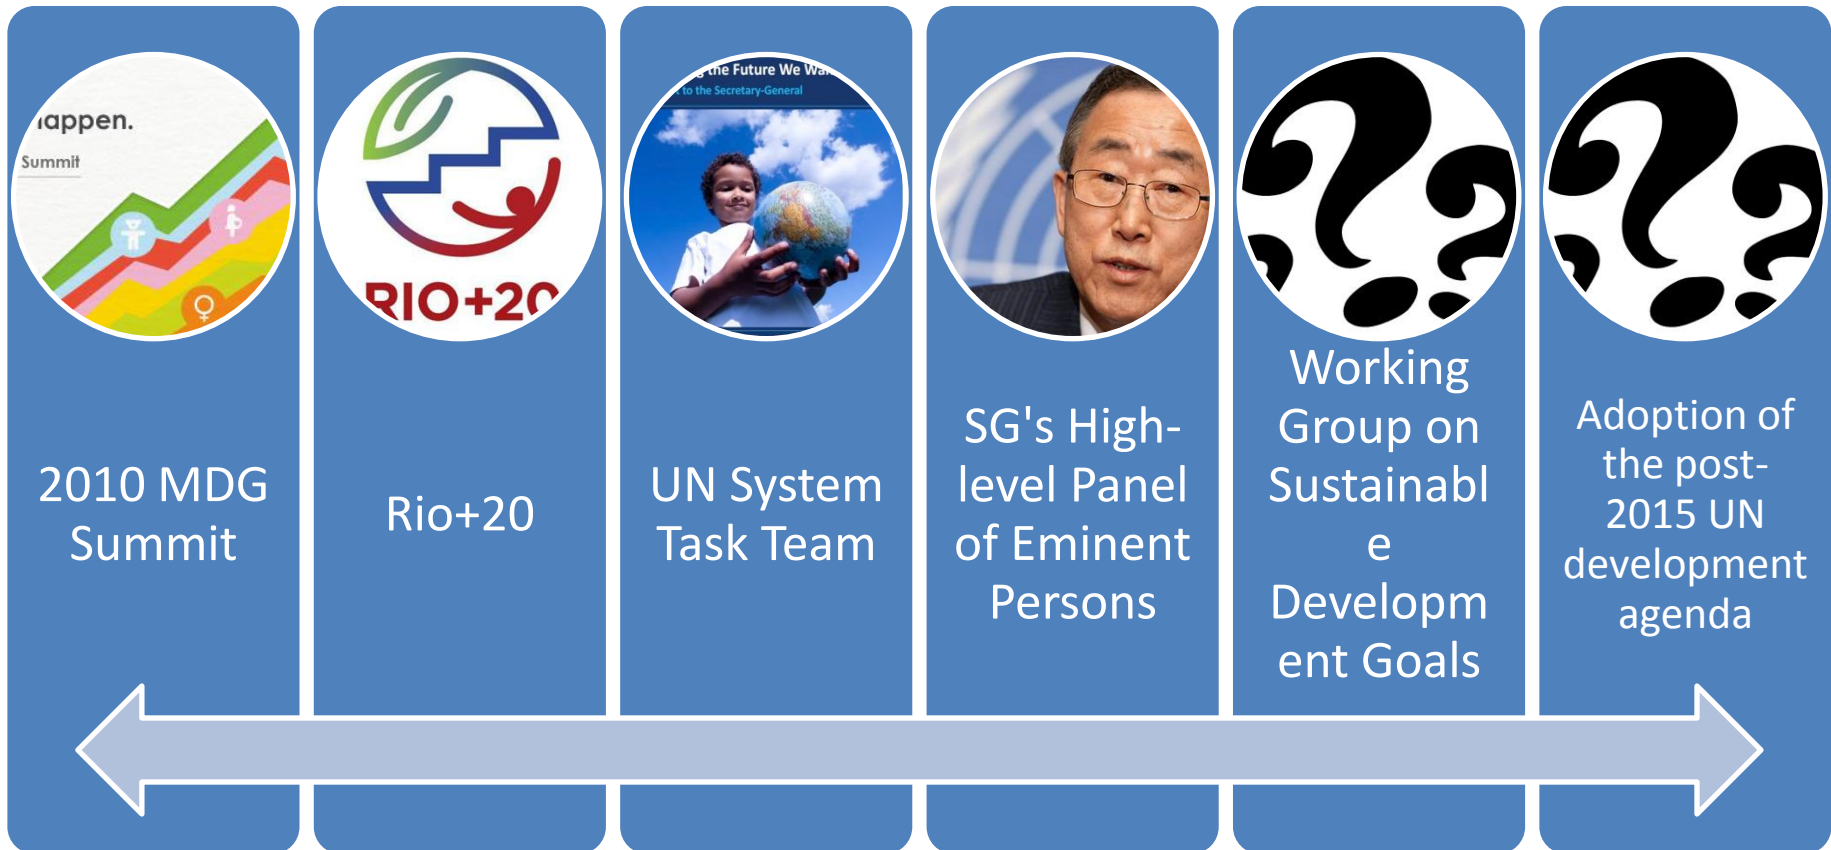 happen.
Summit
2010 MDG
Summit
RIO+20
Rio+20
the Future We Wa
to the Secretary-General
UN System
Task Team
SG's High-
level Panel
of Eminent
Persons
Working
Group on
Sustainabl
e
Developm
ent Goals
Adoption of
the post-
2015 UN
development
agenda